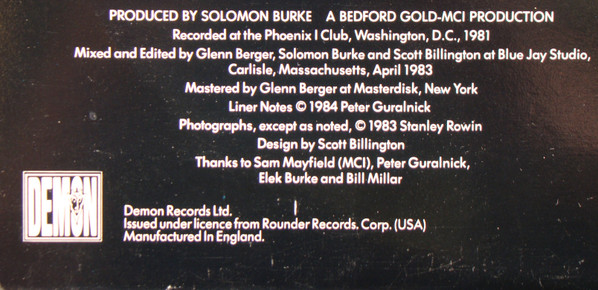 PRODUCED BY SOLOMON BURKE A BEDFORD GOLD-MCI PRODUCTION
Recorded at the Phoenix I Club, Washington, D.C., 1981
Mixed and Edited by Glenn Berger, Solomon Burke and Scott Billington at Blue Jay Studio,
Carlisle, Massachusetts, April 1983
Mastered by Glenn Berger at Masterdisk, New York
Liner Notes © 1984 Peter Guralnick
Photographs, except as noted, © 1983 Stanley Rowin
Design by Scott Billington
Thanks to Sam Mayfield (MCI), Peter Guralnick,
Elek Burke and Bill Millar
DEMON
Demon Records Ltd.
Issued under licence from Rounder Records. Corp. (USA)
Manufactured In England.